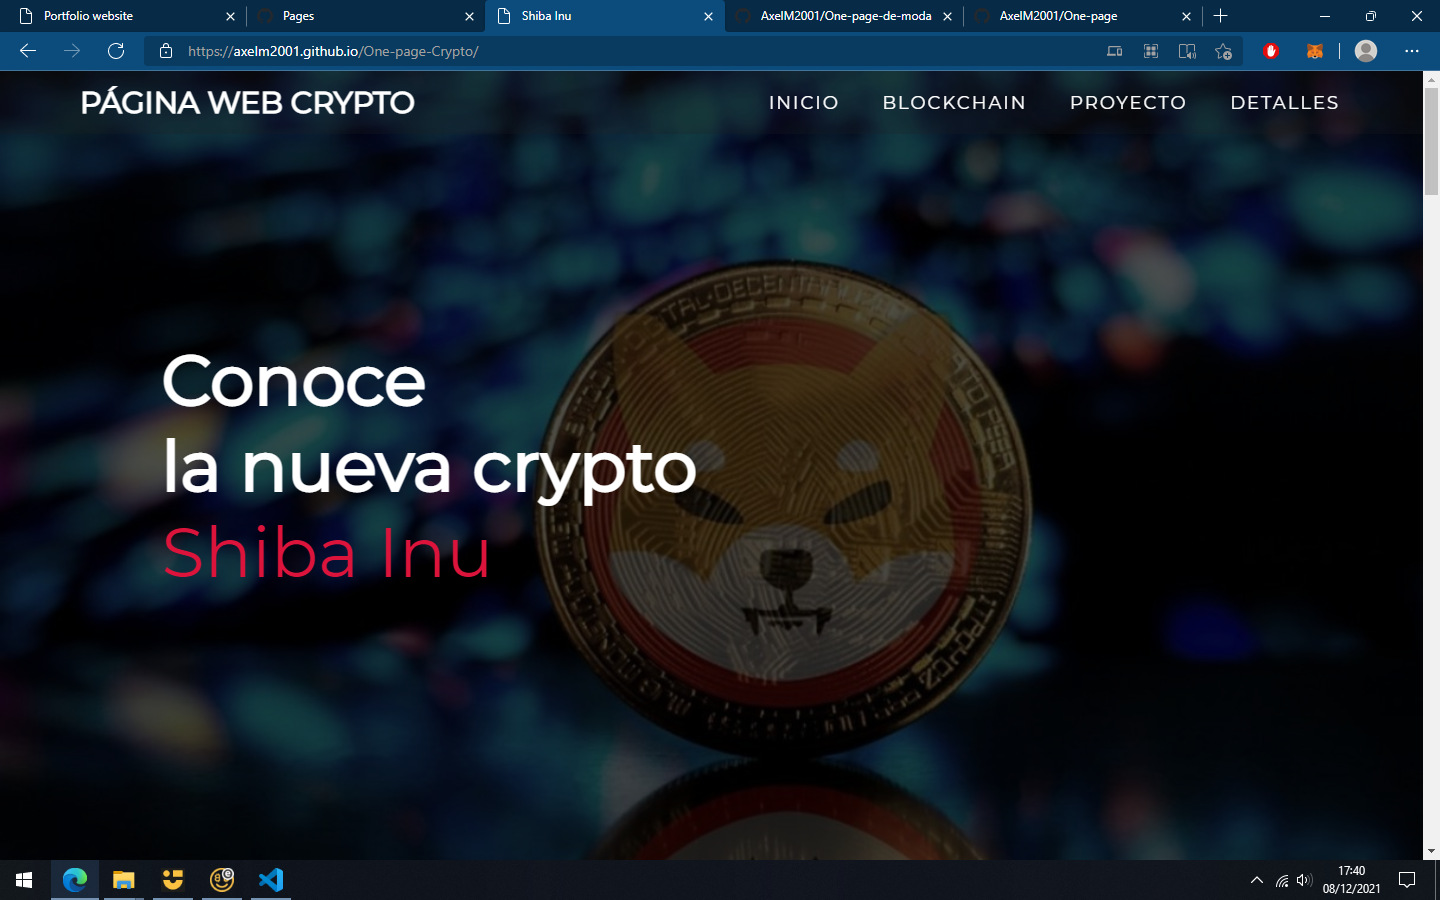 Portfolio website
Pages
Shiba Inu
AxelM2001/One-page-de-moda
AxelM2001/One-page
https://axelm2001.github.io/One-page-Crypto/
PÁGINA WEB CRYPTO
INICIO
BLOCKCHAIN
PROYECTO
DETALLES
Conoce
la nueva crypto
Shiba Inu
17:40
08/12/2021